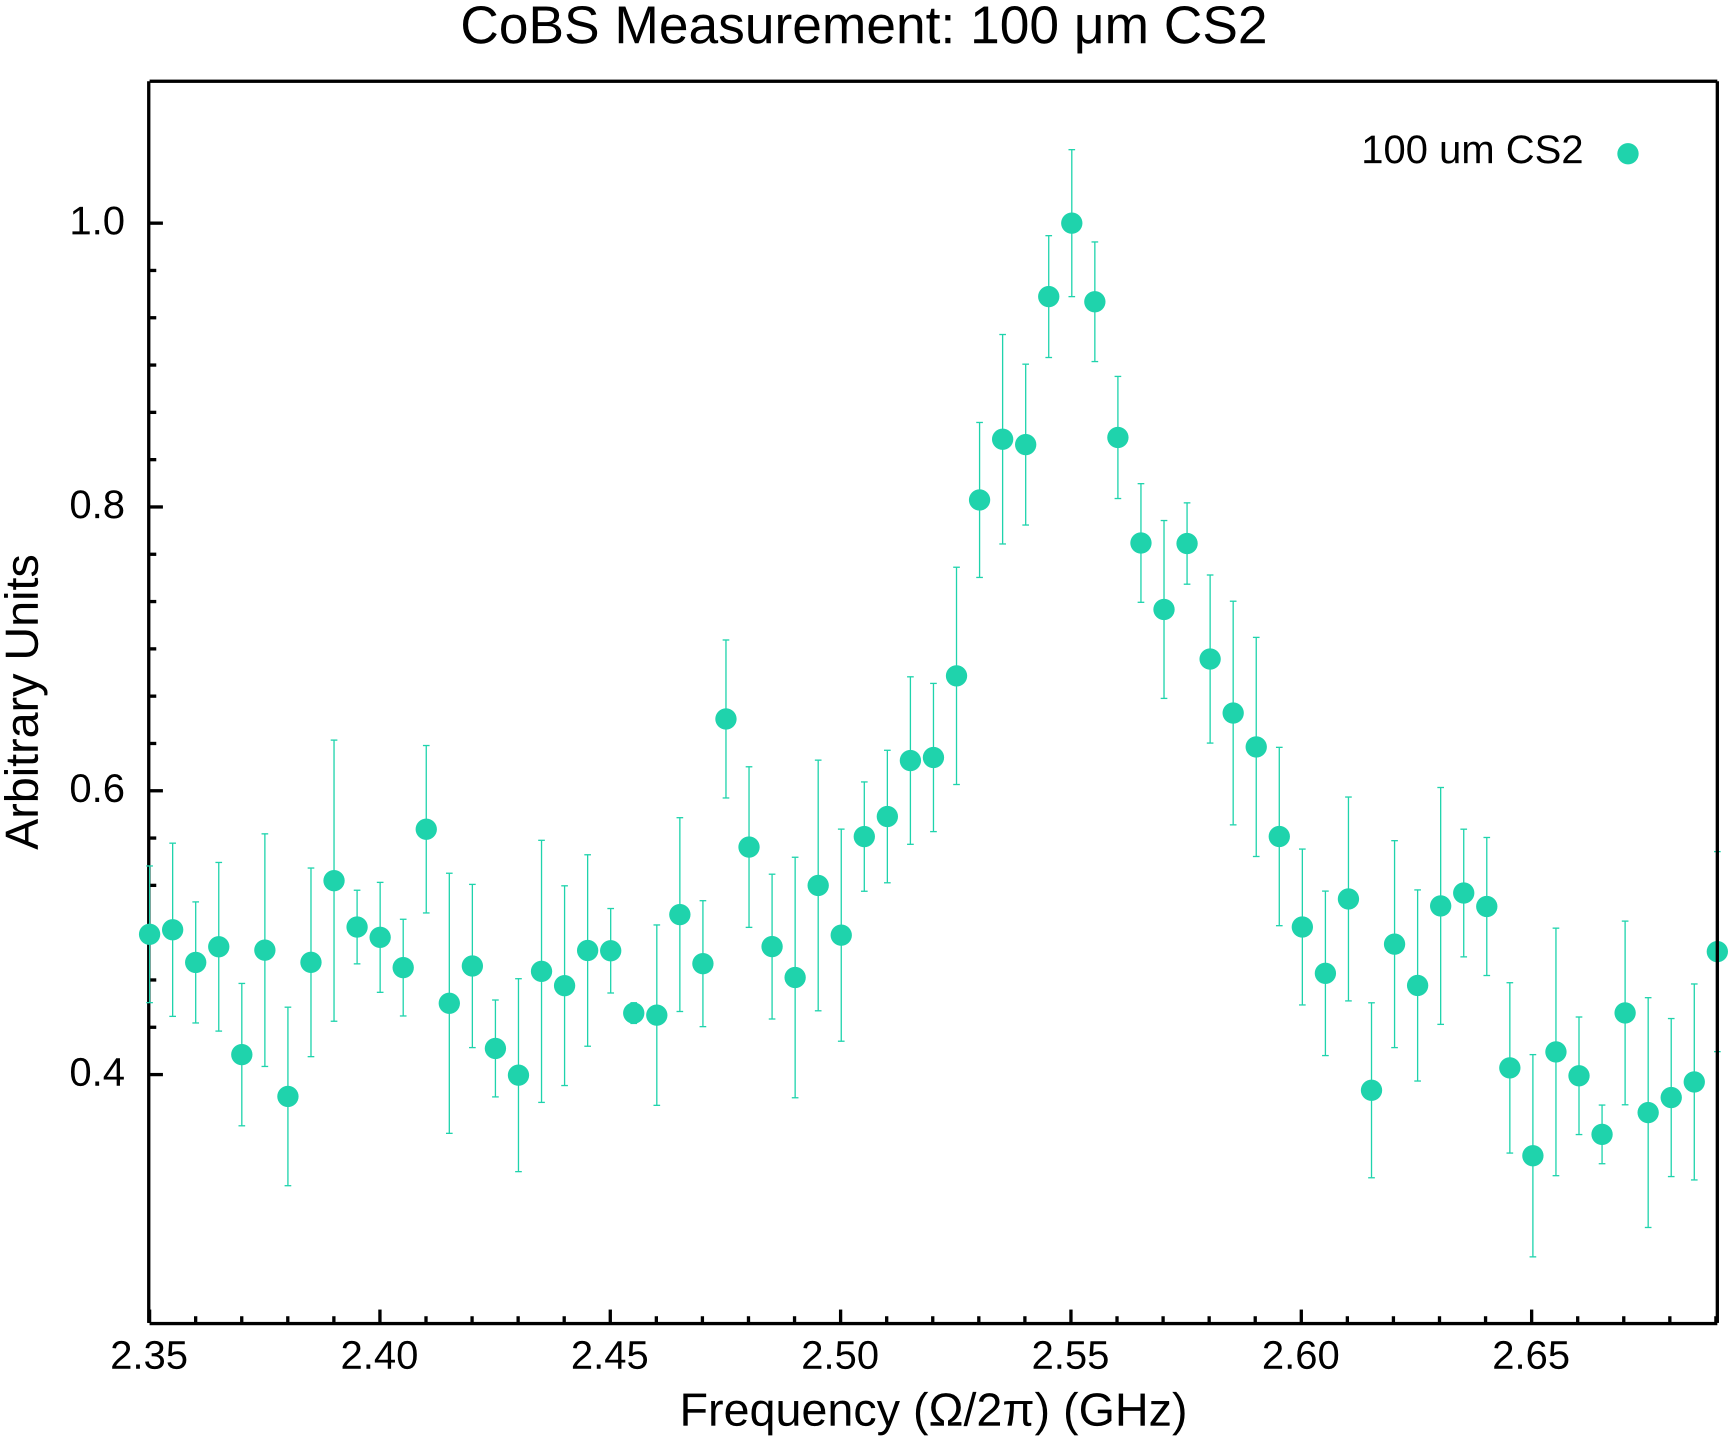 CoBS Measurement: 100 μm CS2
100 um CS2
1.0
0.8
0.6
0.4
Arbitrary Units
2.35 2.40 2.45 2.50 2.55 2.60 2.65
Frequency (Ω/2π) (GHz)